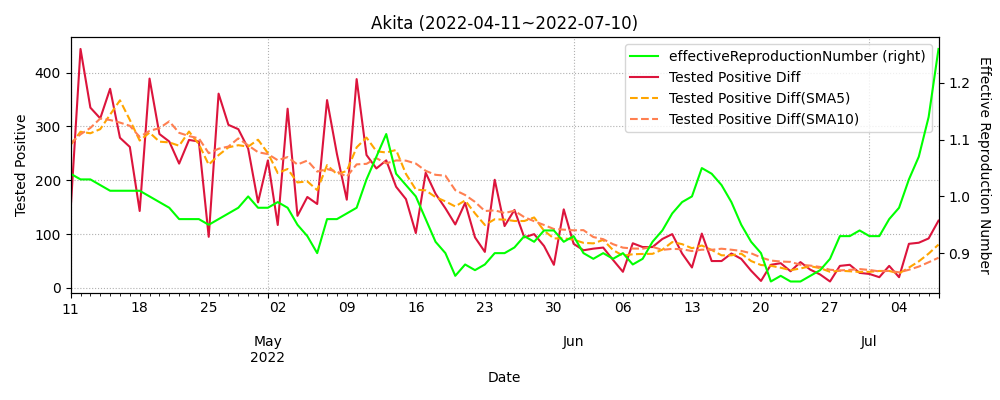 Akita (2022-04-11~2022-07-10)
effectiveReproductionNumber (right)
Tested Positive Diff
Tested Positive Diff(SMA5)
Tested Positive Diff(SMA10)
Tested Positive
400
300
200
100
0
1.2
1.1
1.0
0.9
Effective Reproduction Number
11 18 25 02 09 16 23 30 06 13 20 27 04
May Jun Jul
2022
Date